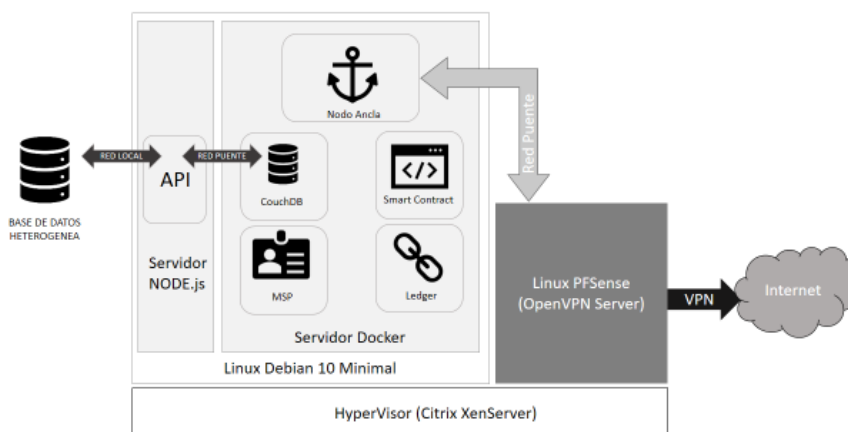 Nodo Ancla
Red Puente
RED LOCAL
RED PUENTE
API
CouchDB
Smart Contract
BASE DE DATOS
HETEROGENEA
Servidor
NODE.js
MSP
Ledger
Linux PFSense
(OpenVPN Server)
VPN
Internet
Servidor Docker
Linux Debian 10 Minimal
HyperVisor (Citrix XenServer)